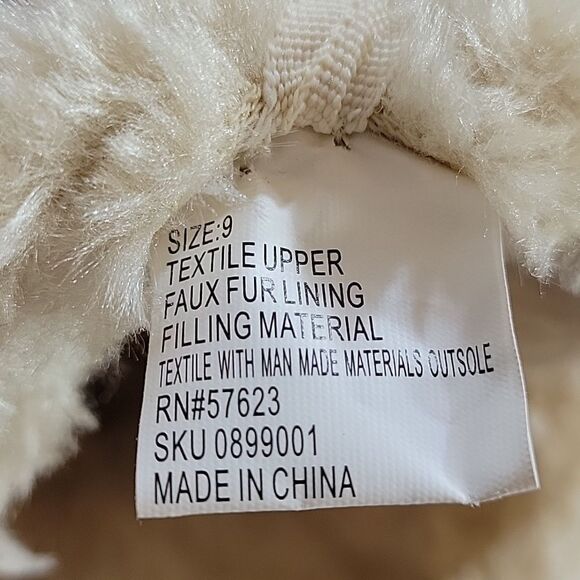 SIZE:9
TEXTILE UPPER
FAUX FUR LINING
FILLING MATERIAL
TEXTILE WITH MAN MADE MATERIALS OUTSOLE
RN#57623
SKU 0899001
MADE IN CHINA